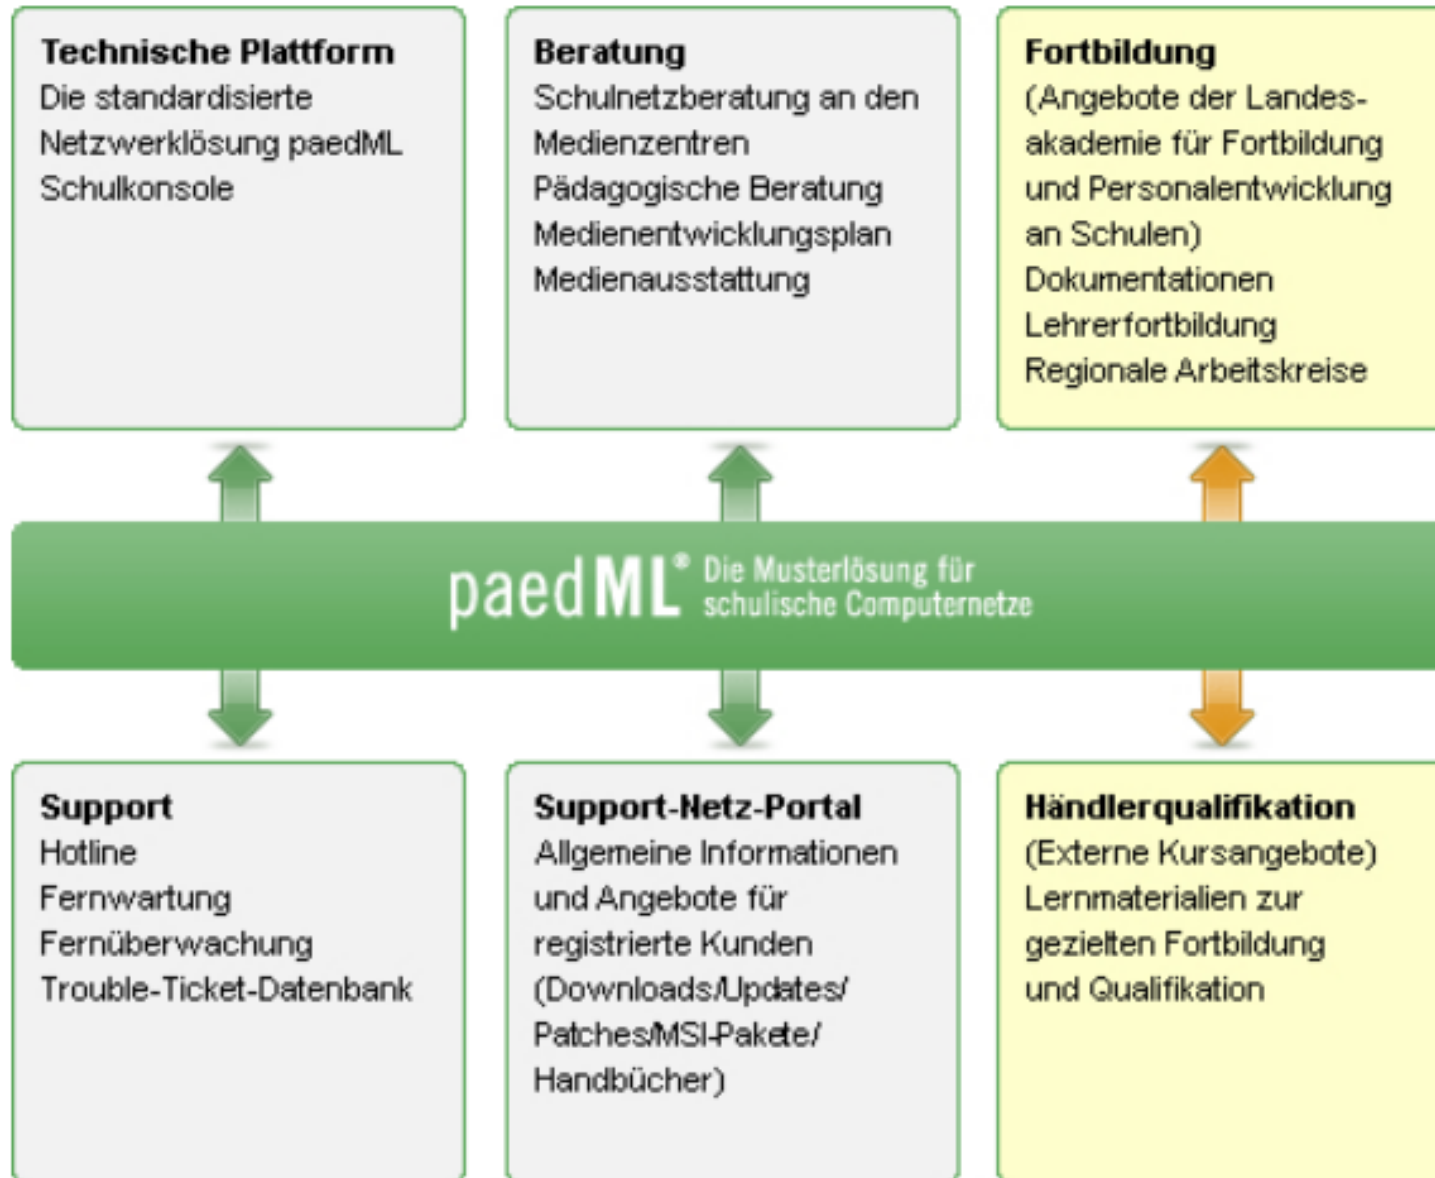 Technische Plattform
Die standardisierte
Netzwerklösung paedML
Schulkonsole
Beratung
Schulnetzberatung an den
Medienzentren
Pädagogische Beratung
Medienentwicklungsplan
Medienausstattung
Fortbildung
(Angebote der Landes-
akademie für Fortbildung
und Personalentwicklung
an Schulen)
Dokumentationen
Lehrerfortbildung
Regionale Arbeitskreise
paedML® Die Musterlösung für
schulische Computernetze
Support
Hotline
Fernwartung
Fernüberwachung
Trouble-Ticket-Datenbank
Support-Netz-Portal
Allgemeine Informationen
und Angebote für
registrierte Kunden
(Downloads/Updates/
Patches/MSI-Pakete/
Handbücher)
Händlerqualifikation
(Externe Kursangebote)
Lernmaterialien zur
gezielten Fortbildung
und Qualifikation